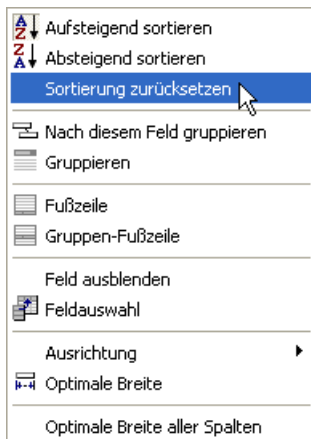 Aufsteigend sortieren
Absteigend sortieren
Sortierung zurücksetzen
Nach diesem Feld gruppieren
Gruppieren
Fußzeile
Gruppen-Fußzeile
Feld ausblenden
Feldauswahl
Ausrichtung
Optimale Breite
Optimale Breite aller Spalten